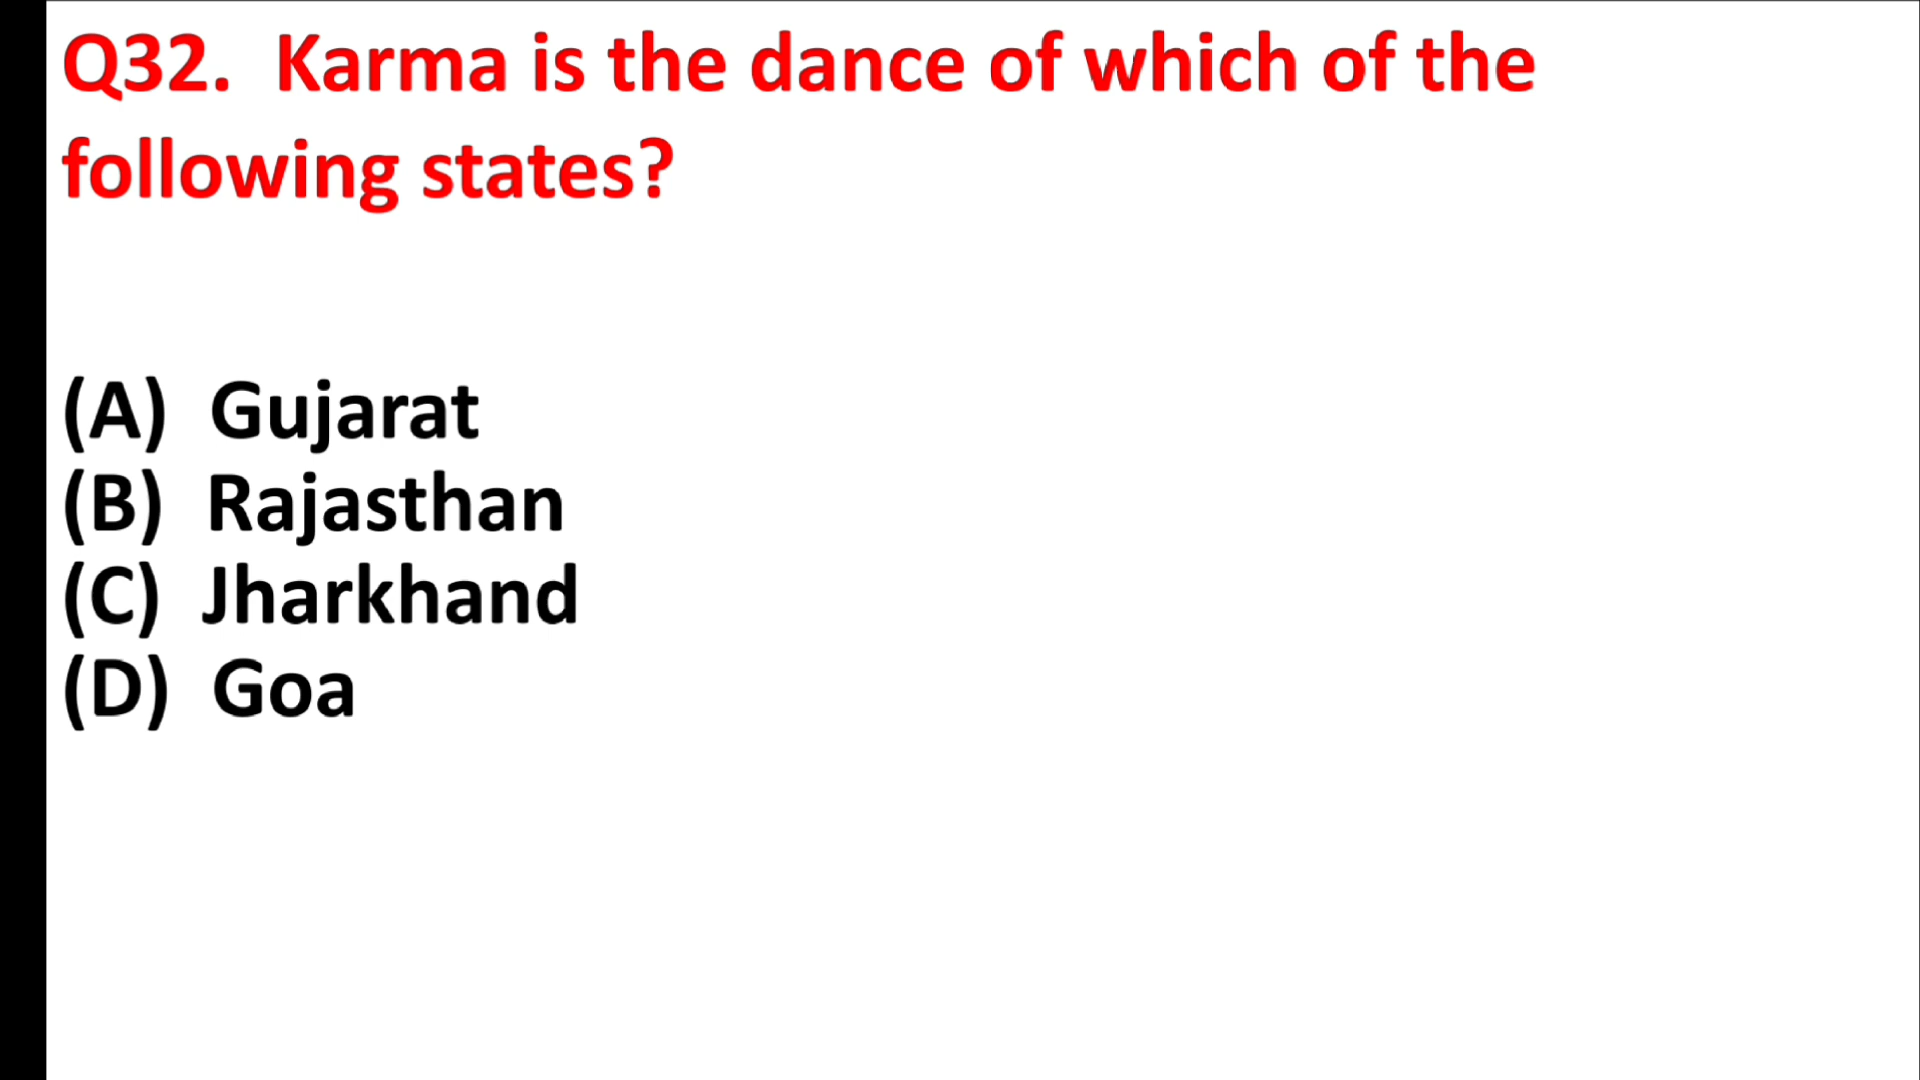 Q32.  Karma is the dance of which of the
following states?
(A)  Gujarat
(B)  Rajasthan
(C)  Jharkhand
(D)  Goa